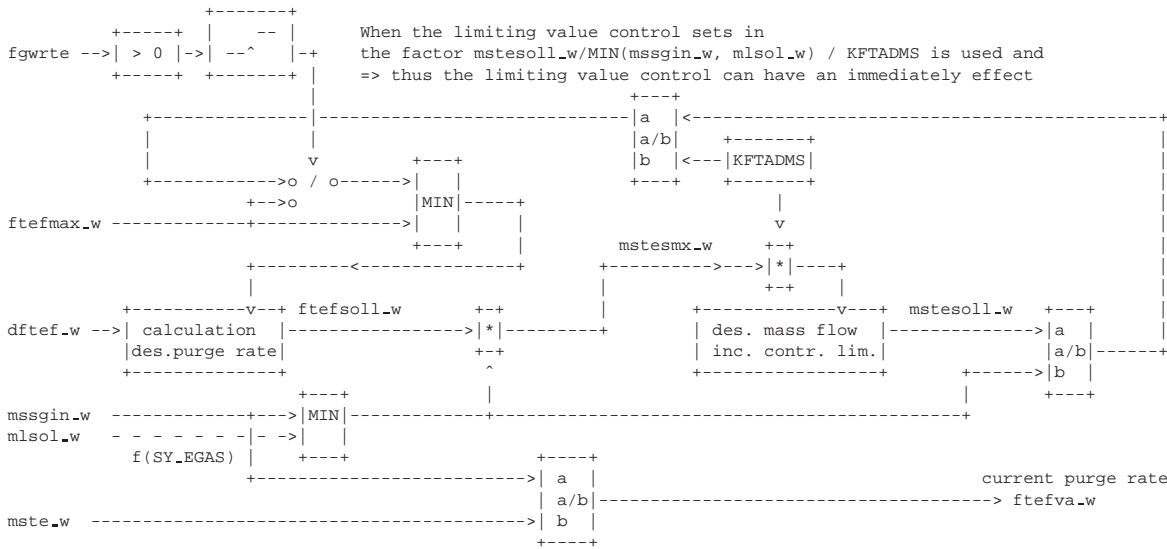 When the limiting value control sets in
fgwrte -->| > 0 |->| --^ |-+ the factor mstesoll_w/MIN(mssgin_w, mlsol_w) / KFTADMS is used and
=> thus the limiting value control can have an immediately effect
a
a/b
b <---|KFTADMS|
o / o
o
MIN
ftefmax_w
mstesmx_w
*
ftefsoll_w
mstesoll_w
dftef_w -->| calculation
des.purge rate
*
des. mass flow
inc. contr. lim.
a
a/b
b
mssgin_w
MIN
mlsol_w
f(SY_EGAS)
a
current purge rate
a/b
ftefva_w
mste_w
b